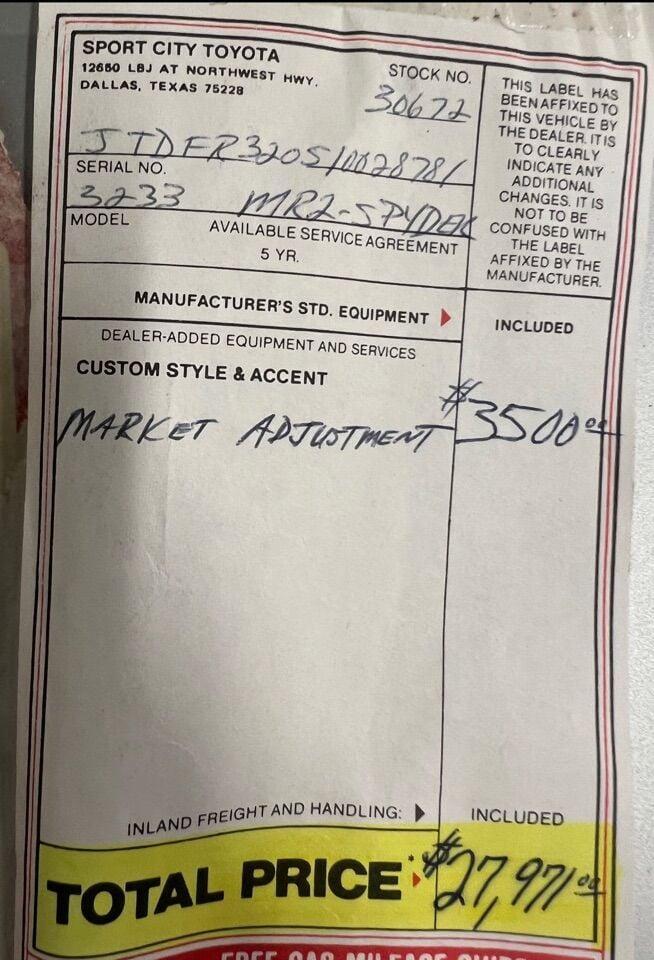 SPORT CITY TOYOTA
12660 LBJ AT NORTHWEST HWY.
DALLAS, TEXAS 75228
STOCK NO.
30672
THIS LABEL HAS
BEEN AFFIXED TO
THIS VEHICLE BY
THE DEALER. IT IS
TO CLEARLY
INDICATE ANY
ADDITIONAL
CHANGES. IT IS
NOT TO BE
CONFUSED WITH
THE LABEL
AFFIXED BY THE
MANUFACTURER.
JTDFR320510028781
SERIAL NO.
3233 MR2-SPYDER
MODEL
AVAILABLE SERVICE AGREEMENT
5 YR.
MANUFACTURER'S STD. EQUIPMENT
INCLUDED
DEALER-ADDED EQUIPMENT AND SERVICES
CUSTOM STYLE & ACCENT
MARKET ADJUSTMENT $3500.00
INLAND FREIGHT AND HANDLING: INCLUDED
TOTAL PRICE* $27,971.00
FREE GAS MILEAGE GUIDE